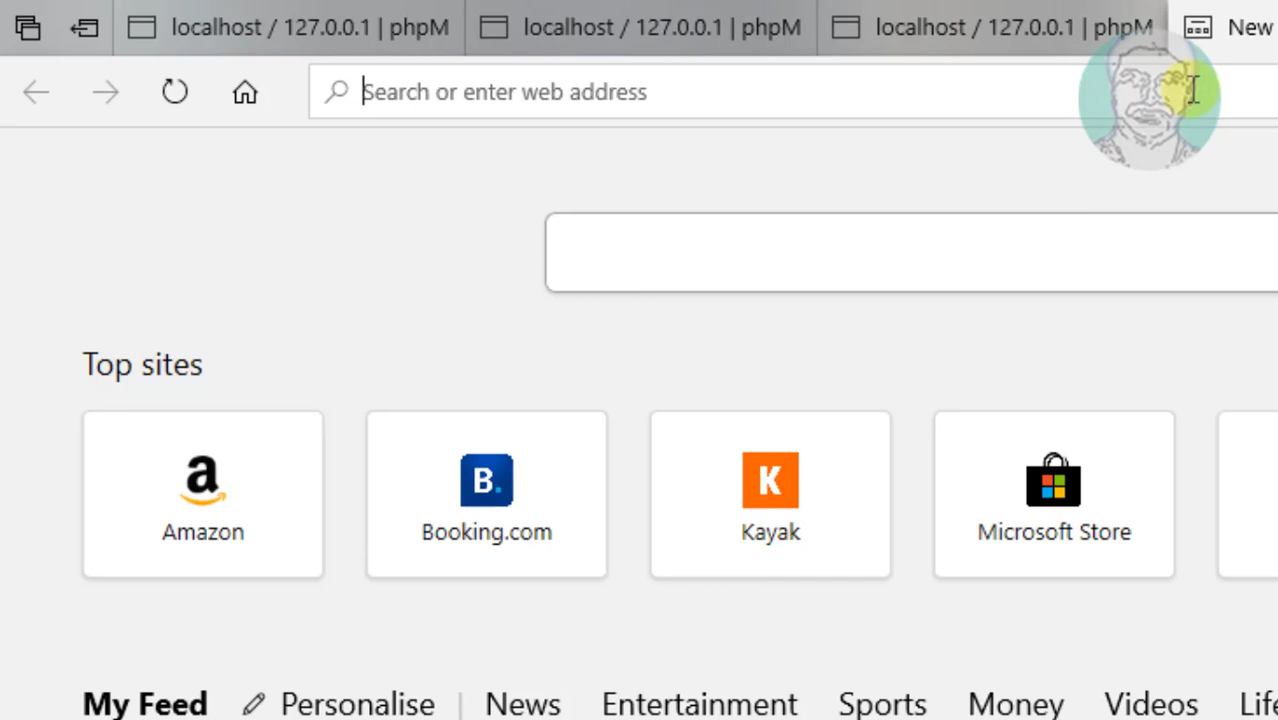 localhost / 127.0.0.1 | phpM
localhost / 127.0.0.1 | phpM
localhost / 127.0.0.1 | phpM
New
Search or enter web address
Top sites
a
Amazon
B.
Booking.com
K
Kayak
Microsoft Store
My Feed
Personalise
News
Entertainment
Sports
Money
Videos